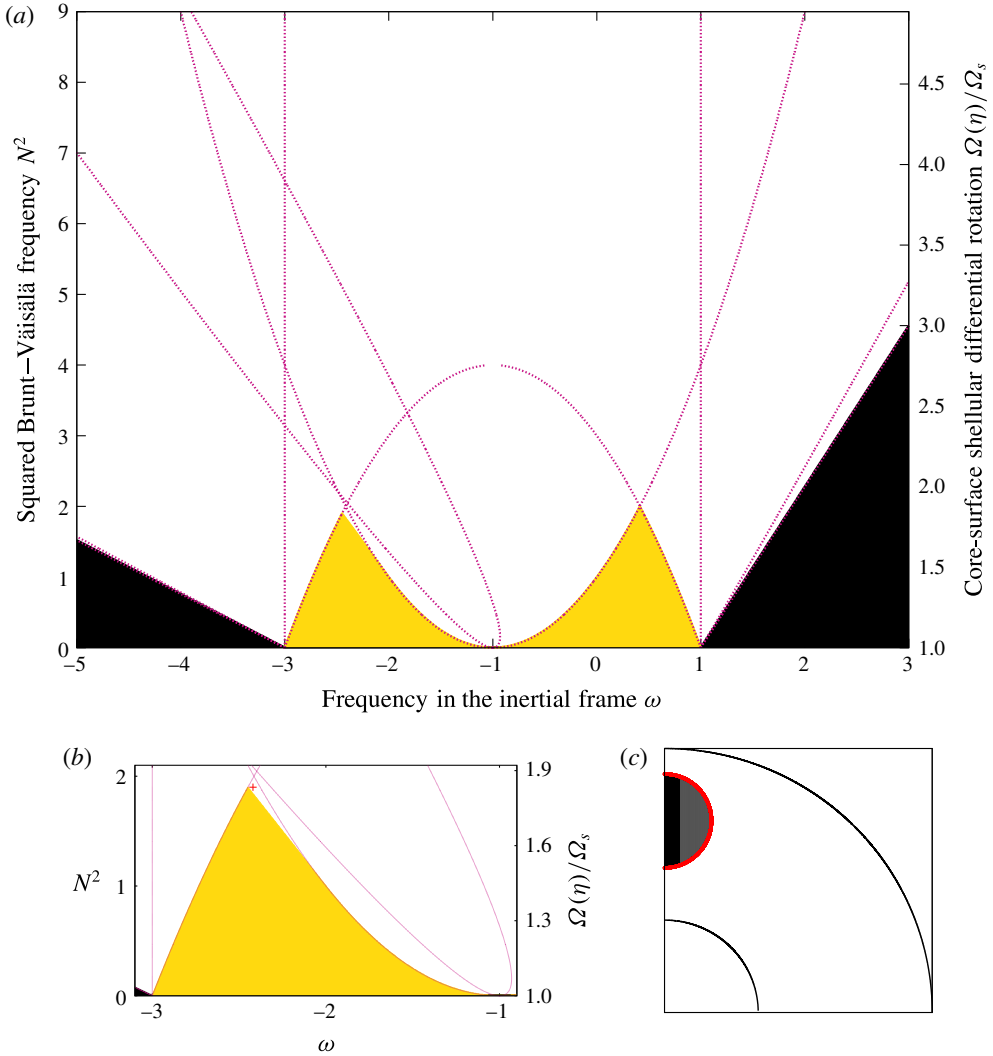 (a)
9
8
7
6
5
4
3
2
1
0
Squared Brunt–Väisälä frequency N²
4.5
4.0
3.5
3.0
2.5
2.0
1.5
1.0
Core-surface shellular differential rotation Ω(η)/Ωs
−5 −4 −3 −2 −1 0 1 2 3
Frequency in the inertial frame ω
(b)
2
1
0
N²
1.9
1.6
1.3
1.0
Ω(η)/Ωs
−3 −2 −1
ω
(c)